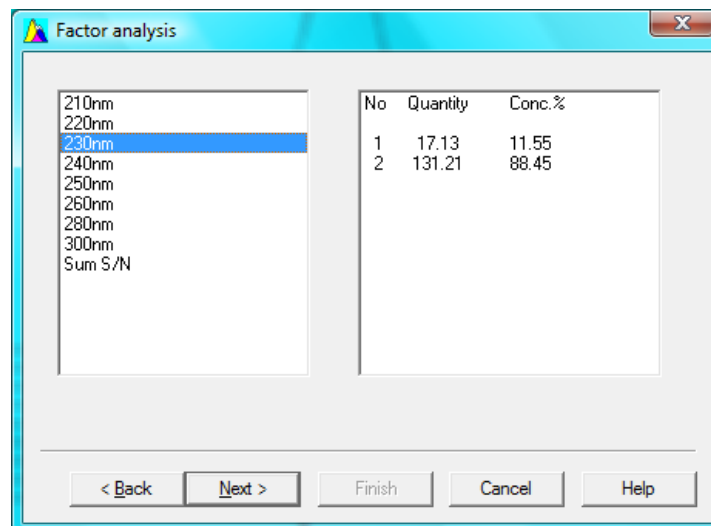 Factor analysis
210nm
220nm
230nm
240nm
250nm
260nm
280nm
300nm
Sum S/N
No Quantity Conc.%
1 17.13 11.55
2 131.21 88.45
< Back Next > Finish Cancel Help